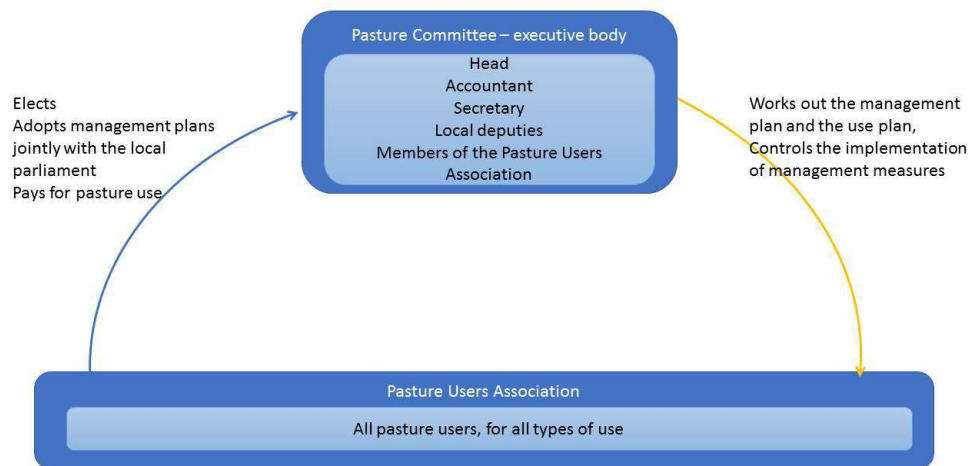 Pasture Committee – executive body
Head
Accountant
Secretary
Local deputies
Members of the Pasture Users
Association
Elects
Adopts management plans
jointly with the local
parliament
Pays for pasture use
Works out the management
plan and the use plan,
Controls the implementation
of management measures
Pasture Users Association
All pasture users, for all types of use